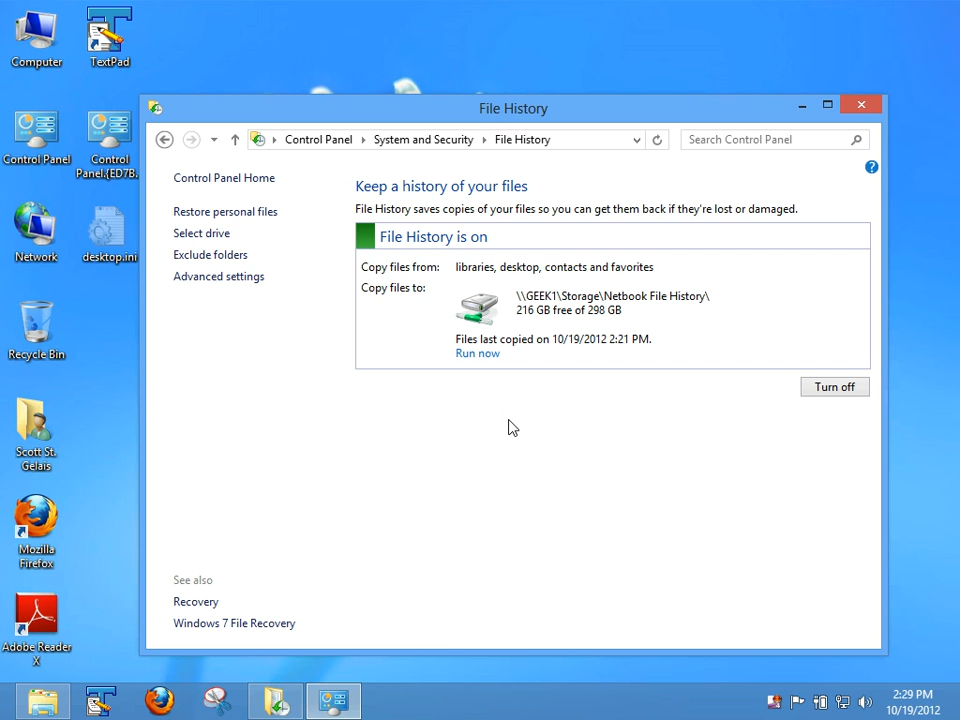 Computer
TextPad
Control Panel
Control
Panel.{ED7B...
Network
desktop.ini
Recycle Bin
Scott St.
Gelais
Mozilla
Firefox
Adobe Reader
X
File History
Control Panel
System and Security
File History
Search Control Panel
Control Panel Home
Restore personal files
Select drive
Exclude folders
Advanced settings
See also
Recovery
Windows 7 File Recovery
Keep a history of your files
File History saves copies of your files so you can get them back if they're lost or damaged.
File History is on
Copy files from: libraries, desktop, contacts and favorites
Copy files to: \\GEEK1\Storage\Netbook File History\
216 GB free of 298 GB
Files last copied on 10/19/2012 2:21 PM.
Run now
Turn off
2:29 PM
10/19/2012